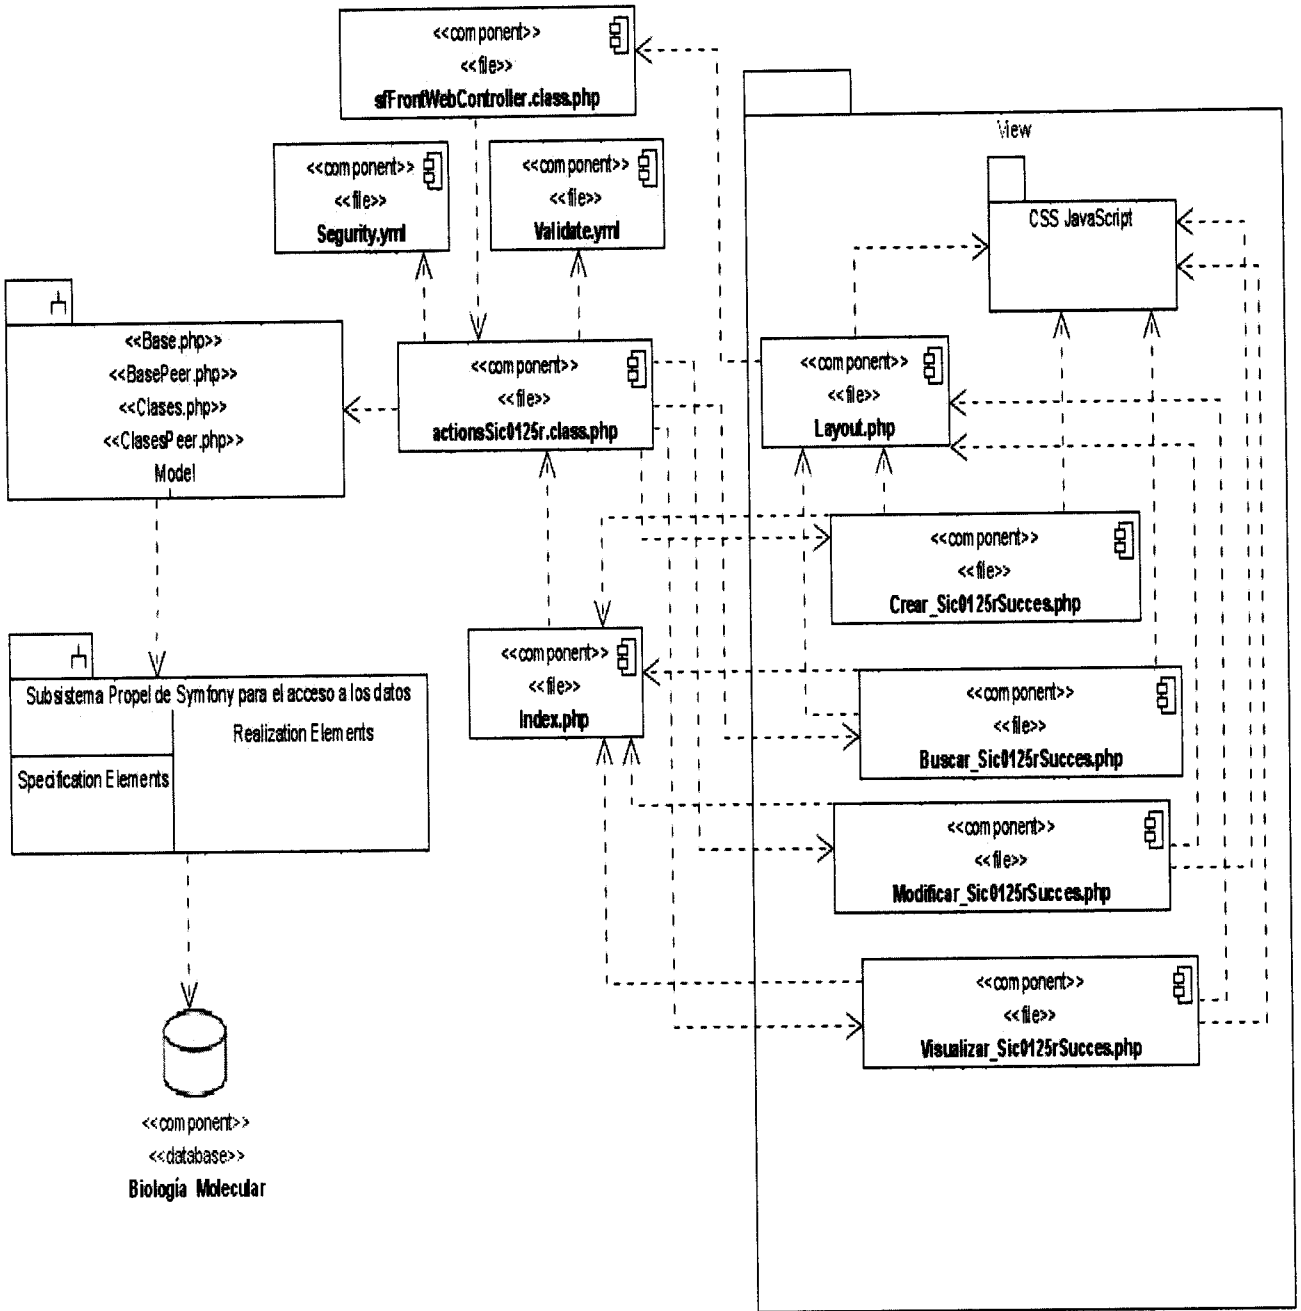 <<component>>
<<file>>
sfFrontWebController.class.php
<<component>>
<<file>>
Segurity.yml
<<component>>
<<file>>
Validate.yml
View
CSS JavaScript
<<Base.php>>
<<BasePeer.php>>
<<Clases.php>>
<<ClasesPeer.php>>
Model
<<component>>
<<file>>
actionsSic0125r.class.php
<<component>>
<<file>>
Layout.php
<<component>>
<<file>>
Crear_Sic0125rSucces.php
<<component>>
<<file>>
Index.php
<<component>>
<<file>>
Buscar_Sic0125rSucces.php
Subsistema Propel de Symfony para el acceso a los datos
Realization Elements
Specification Elements
<<component>>
<<file>>
Modificar_Sic0125rSucces.php
<<component>>
<<file>>
Visualizar_Sic0125rSucces.php
<<component>>
<<database>>
Biología Molecular